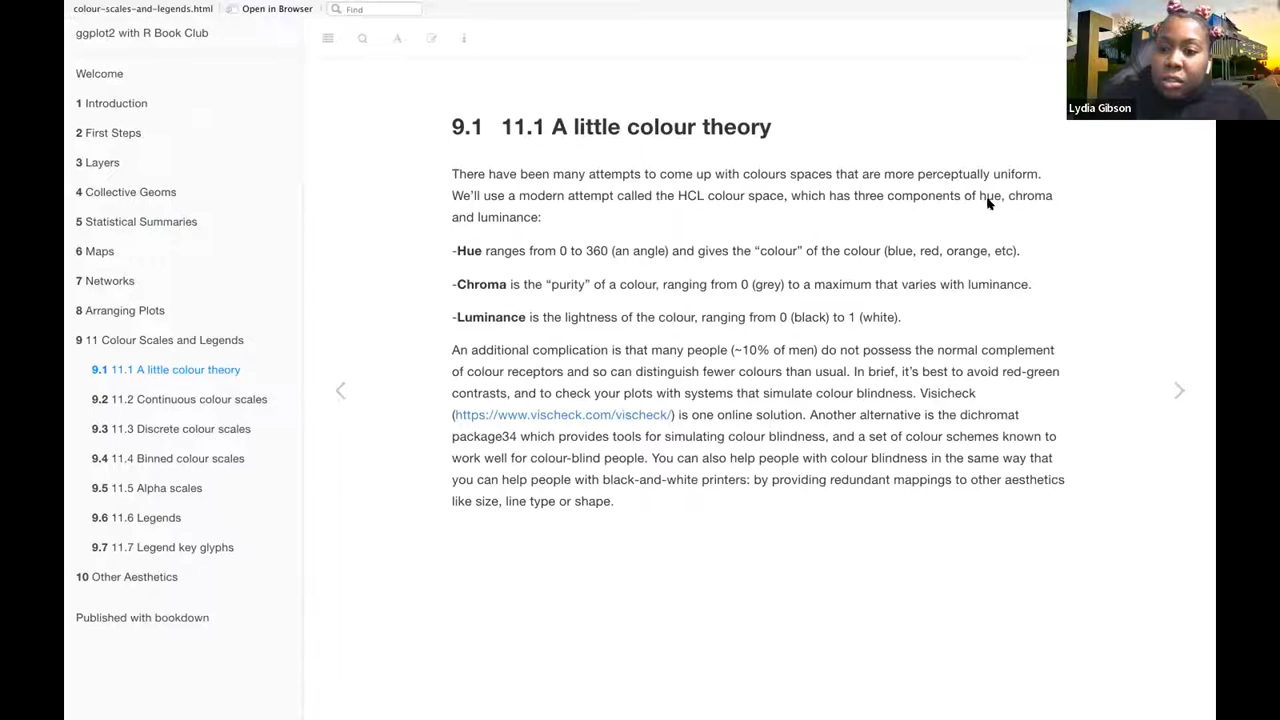 colour-scales-and-legends.html
Open in Browser
Find
ggplot2 with R Book Club
Welcome
1 Introduction
2 First Steps
3 Layers
4 Collective Geoms
5 Statistical Summaries
6 Maps
7 Networks
8 Arranging Plots
9 11 Colour Scales and Legends
9.1 11.1 A little colour theory
9.2 11.2 Continuous colour scales
9.3 11.3 Discrete colour scales
9.4 11.4 Binned colour scales
9.5 11.5 Alpha scales
9.6 11.6 Legends
9.7 11.7 Legend key glyphs
10 Other Aesthetics
Published with bookdown
9.1 11.1 A little colour theory
There have been many attempts to come up with colours spaces that are more perceptually uniform.
We'll use a modern attempt called the HCL colour space, which has three components of hue, chroma
and luminance:
-Hue ranges from 0 to 360 (an angle) and gives the “colour” of the colour (blue, red, orange, etc).
-Chroma is the “purity” of a colour, ranging from 0 (grey) to a maximum that varies with luminance.
-Luminance is the lightness of the colour, ranging from 0 (black) to 1 (white).
An additional complication is that many people (~10% of men) do not possess the normal complement
of colour receptors and so can distinguish fewer colours than usual. In brief, it's best to avoid red-green
contrasts, and to check your plots with systems that simulate colour blindness. Visicheck
(https://www.vischeck.com/vischeck/) is one online solution. Another alternative is the dichromat
package34 which provides tools for simulating colour blindness, and a set of colour schemes known to
work well for colour-blind people. You can also help people with colour blindness in the same way that
you can help people with black-and-white printers: by providing redundant mappings to other aesthetics
like size, line type or shape.
Lydia Gibson